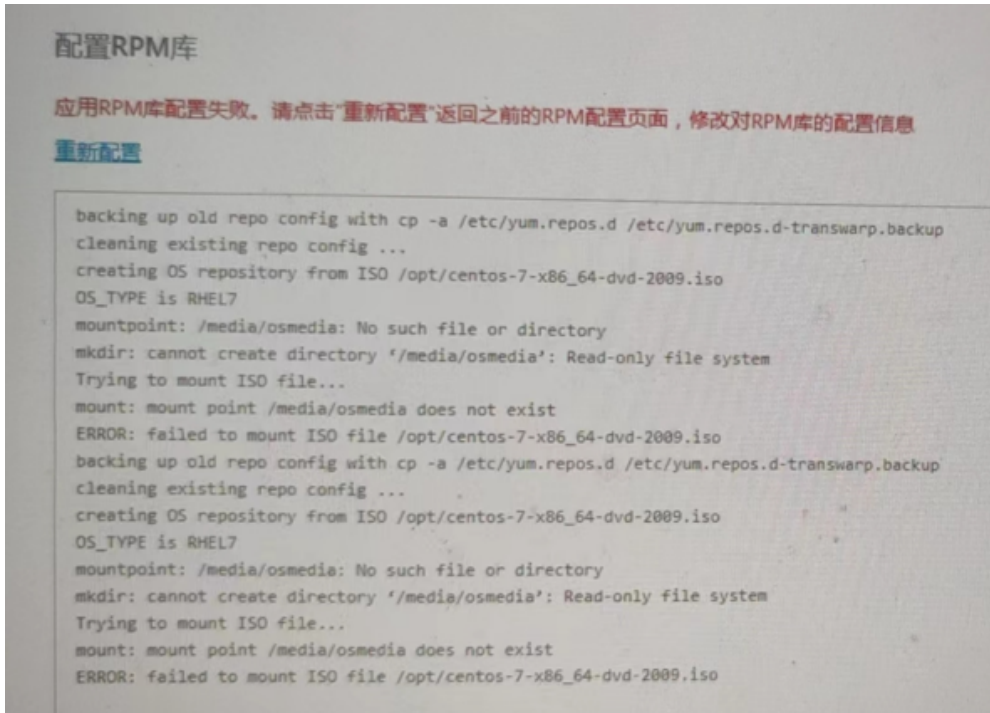 配置RPM库
应用RPM库配置失败。请点击"重新配置"返回之前的RPM配置页面，修改对RPM库的配置信息
重新配置
backing up old repo config with cp -a /etc/yum.repos.d /etc/yum.repos.d-transwarp.backup
cleaning existing repo config ...
creating OS repository from ISO /opt/centos-7-x86_64-dvd-2009.iso
OS_TYPE is RHEL7
mountpoint: /media/osmedia: No such file or directory
mkdir: cannot create directory ‘/media/osmedia’: Read-only file system
Trying to mount ISO file...
mount: mount point /media/osmedia does not exist
ERROR: failed to mount ISO file /opt/centos-7-x86_64-dvd-2009.iso
backing up old repo config with cp -a /etc/yum.repos.d /etc/yum.repos.d-transwarp.backup
cleaning existing repo config ...
creating OS repository from ISO /opt/centos-7-x86_64-dvd-2009.iso
OS_TYPE is RHEL7
mountpoint: /media/osmedia: No such file or directory
mkdir: cannot create directory ‘/media/osmedia’: Read-only file system
Trying to mount ISO file...
mount: mount point /media/osmedia does not exist
ERROR: failed to mount ISO file /opt/centos-7-x86_64-dvd-2009.iso